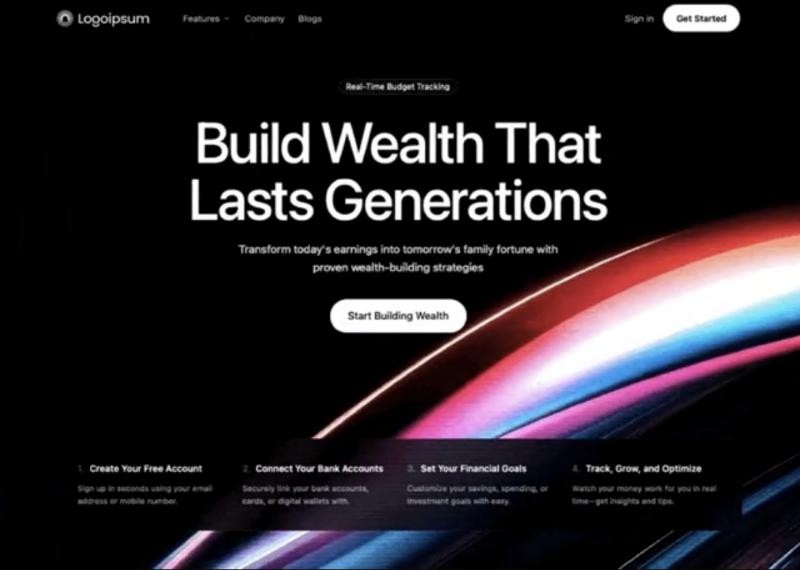 Logoipsum
Features
Company
Blogs
Sign in
Get Started
Real-Time Budget Tracking
Build Wealth That
Lasts Generations
Transform today's earnings into tomorrow's family fortune with
proven wealth-building strategies
Start Building Wealth
1. Create Your Free Account
Sign up in seconds using your email
address or mobile number.
2. Connect Your Bank Accounts
Securely link your bank accounts,
cards, or digital wallets with.
3. Set Your Financial Goals
Customize your savings, spending, or
investment goals with easy.
4. Track, Grow, and Optimize
Watch your money work for you in real
time—get insights and tips.